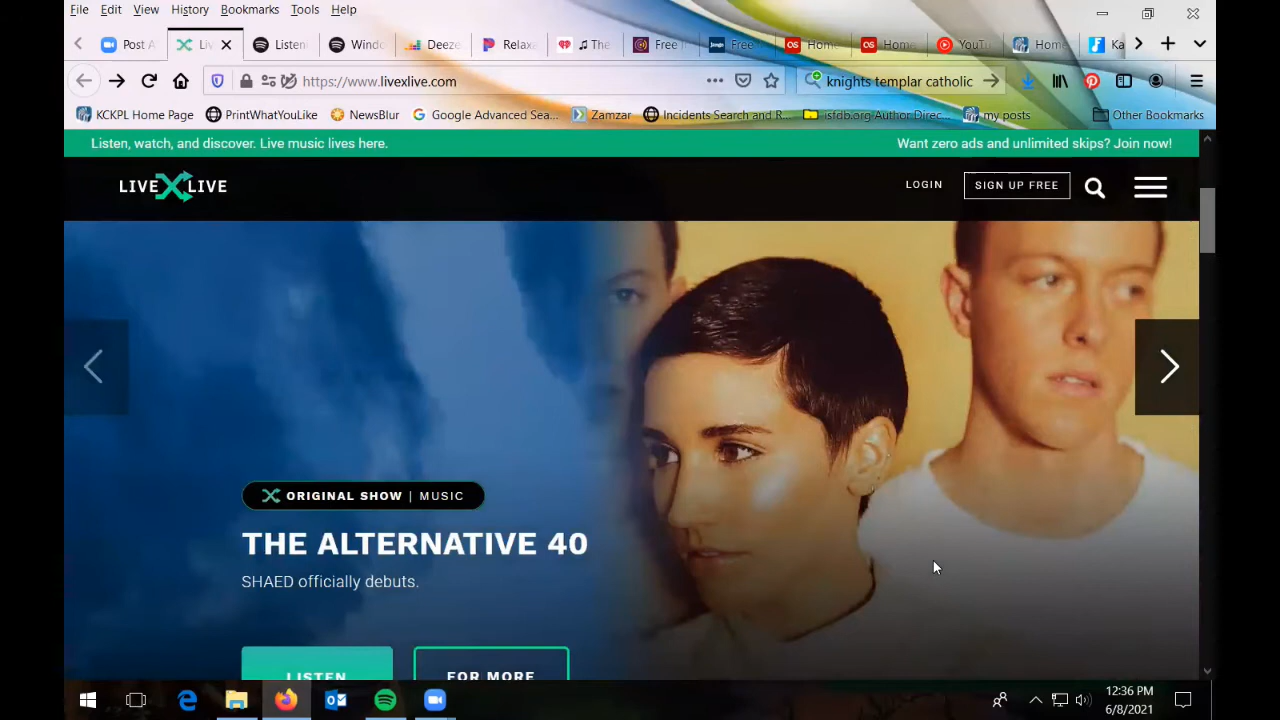 File Edit View History Bookmarks Tools Help
Post A Liv Listen Windo Deeze Relax The Free Free Home Home YouTu Home Ka
https://www.livexlive.com knights templar catholic
KCKPL Home Page PrintWhatYouLike NewsBlur Google Advanced Sea... Zamzar Incidents Search and R... isfdb.org Author Direc... my posts Other Bookmarks
Listen, watch, and discover. Live music lives here. Want zero ads and unlimited skips? Join now!
LIVE X LIVE LOGIN SIGN UP FREE
ORIGINAL SHOW | MUSIC
THE ALTERNATIVE 40
SHAED officially debuts.
LISTEN FOR MORE
12:36 PM
6/8/2021